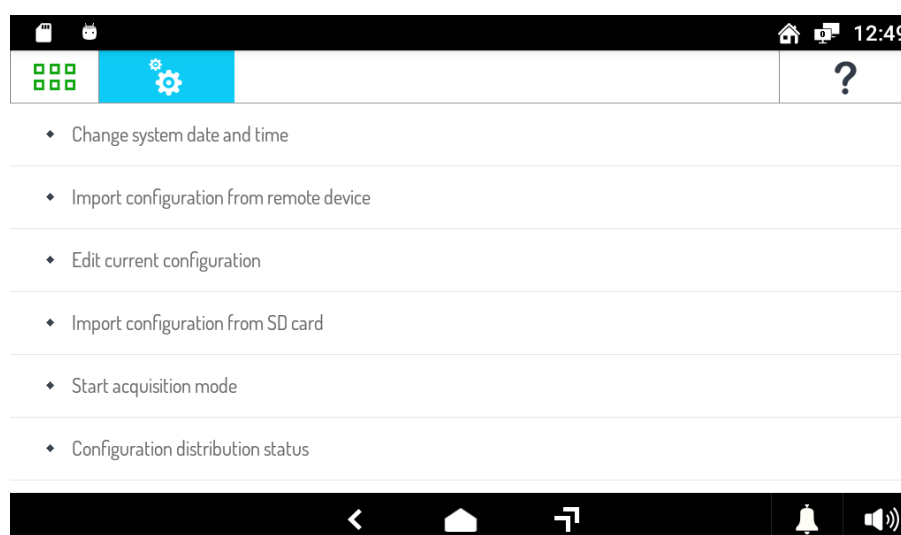 12:49
?
Change system date and time
Import configuration from remote device
Edit current configuration
Import configuration from SD card
Start acquisition mode
Configuration distribution status